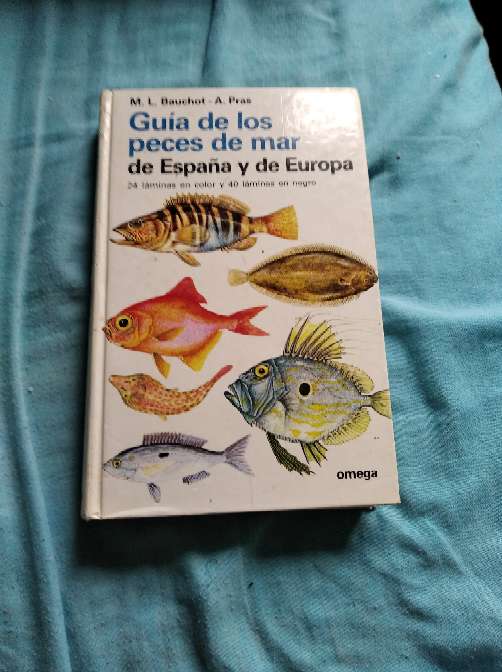 M. L. Bauchot - A. Pras
Guía de los
peces de mar
de España y de Europa
24 láminas en color y 40 láminas en negro
omega